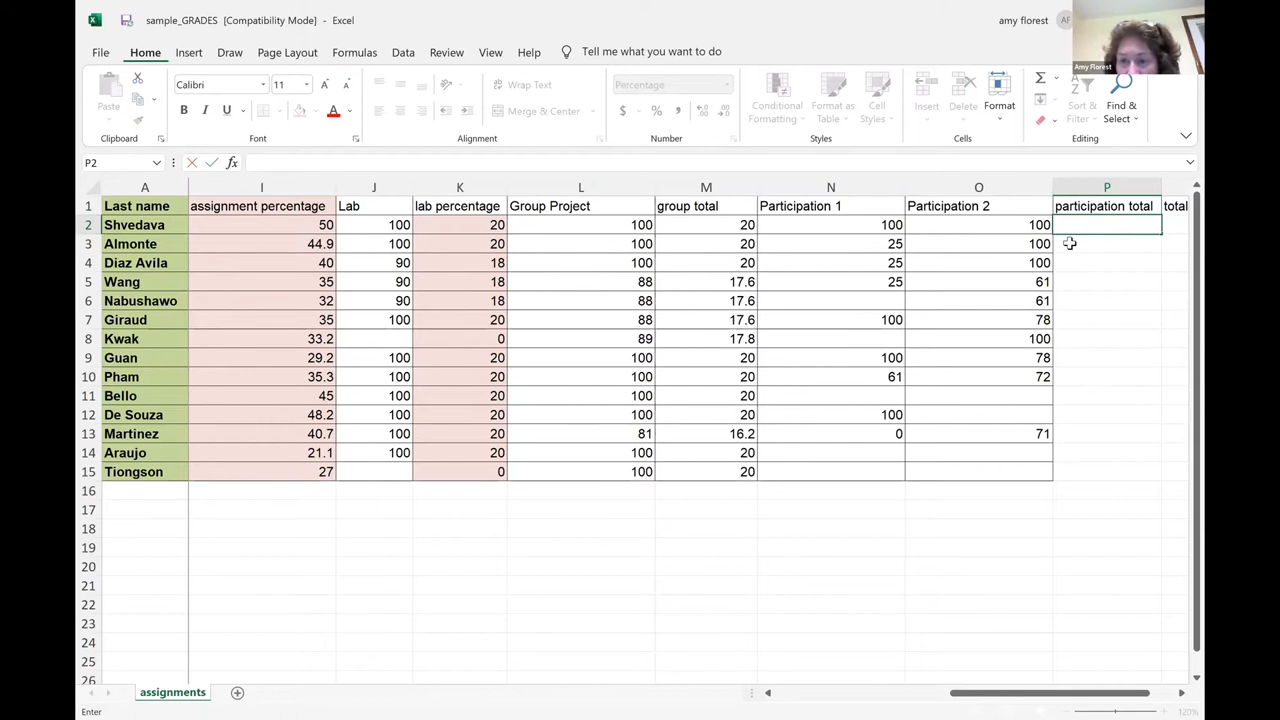 sample_GRADES [Compatibility Mode] - Excel
amy florest
AF
Amy Florest
File Home Insert Draw Page Layout Formulas Data Review View Help Tell me what you want to do
Paste
Clipboard
Calibri 11
B I U
Font
Wrap Text
Merge & Center
Alignment
Percentage
$ % ,
Number
Conditional Formatting
Format as Table
Cell Styles
Styles
Insert Delete Format
Cells
Sort & Filter
Find & Select
Editing
P2 fx
A I J K L M N O P
1 Last name assignment percentage Lab lab percentage Group Project group total Participation 1 Participation 2 participation total total
2 Shvedava 50 100 20 100 20 100 100
3 Almonte 44.9 100 20 100 20 25 100
4 Diaz Avila 40 90 18 100 20 25 100
5 Wang 35 90 18 88 17.6 25 61
6 Nabushawo 32 90 18 88 17.6 61
7 Giraud 35 100 20 88 17.6 100 78
8 Kwak 33.2 0 89 17.8 100
9 Guan 29.2 100 20 100 20 100 78
10 Pham 35.3 100 20 100 20 61 72
11 Bello 45 100 20 100 20
12 De Souza 48.2 100 20 100 20 100
13 Martinez 40.7 100 20 81 16.2 0 71
14 Araujo 21.1 100 20 100 20
15 Tiongson 27 0 100 20
16
17
18
19
20
21
22
23
24
25
26
assignments
Enter
120%